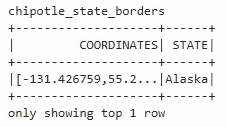 chipotle_state_borders
+--------------------+------+
|         COORDINATES| STATE|
+--------------------+------+
|[-131.426759,55.2...|Alaska|
+--------------------+------+
only showing top 1 row